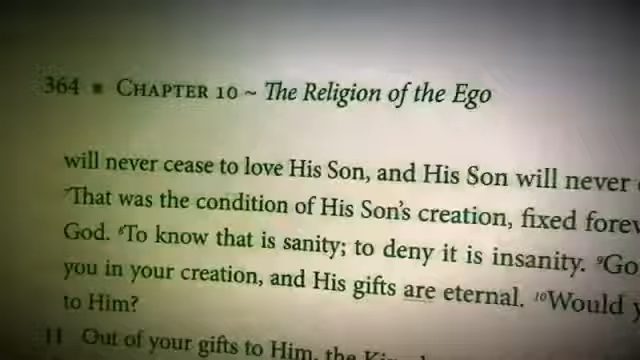 364 ■ CHAPTER 10 ~ The Religion of the Ego
will never cease to love His Son, and His Son will never
⁷That was the condition of His Son's creation, fixed
God. ⁸To know that is sanity; to deny it is insanity. ⁹
you in your creation, and His gifts are eternal. ¹⁰Would
to Him?
11 Out of your gifts to Him, the